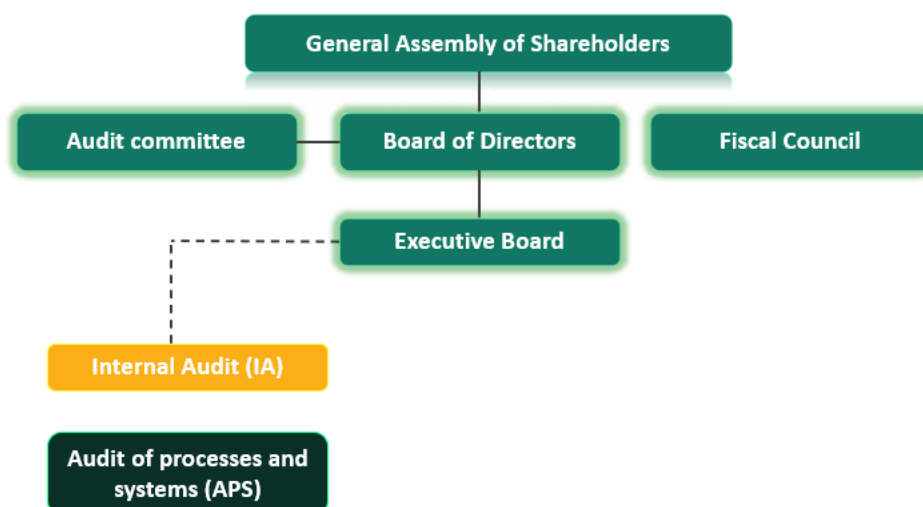 General Assembly of Shareholders
Audit committee
Board of Directors
Fiscal Council
Executive Board
Internal Audit (IA)
Audit of processes and
systems (APS)